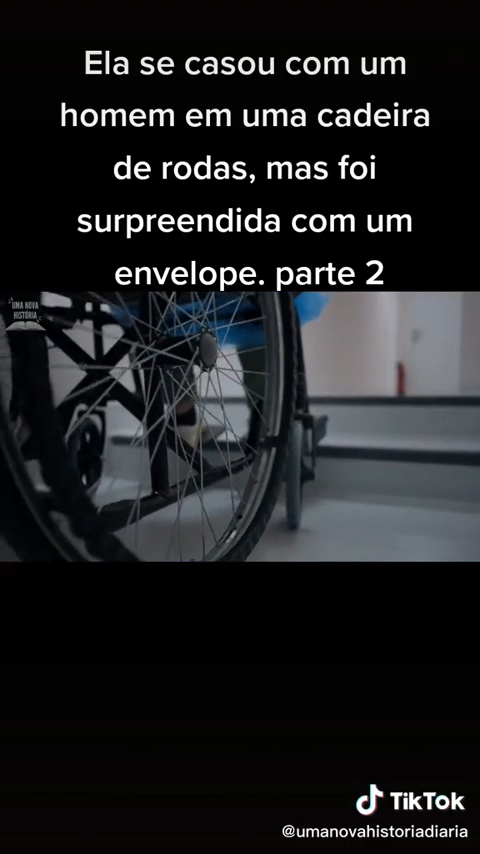 Ela se casou com um
homem em uma cadeira
de rodas, mas foi
surpreendida com um
envelope. parte 2
UMA NOVA
HISTÓRIA
TikTok
@umanovahistoriadiaria